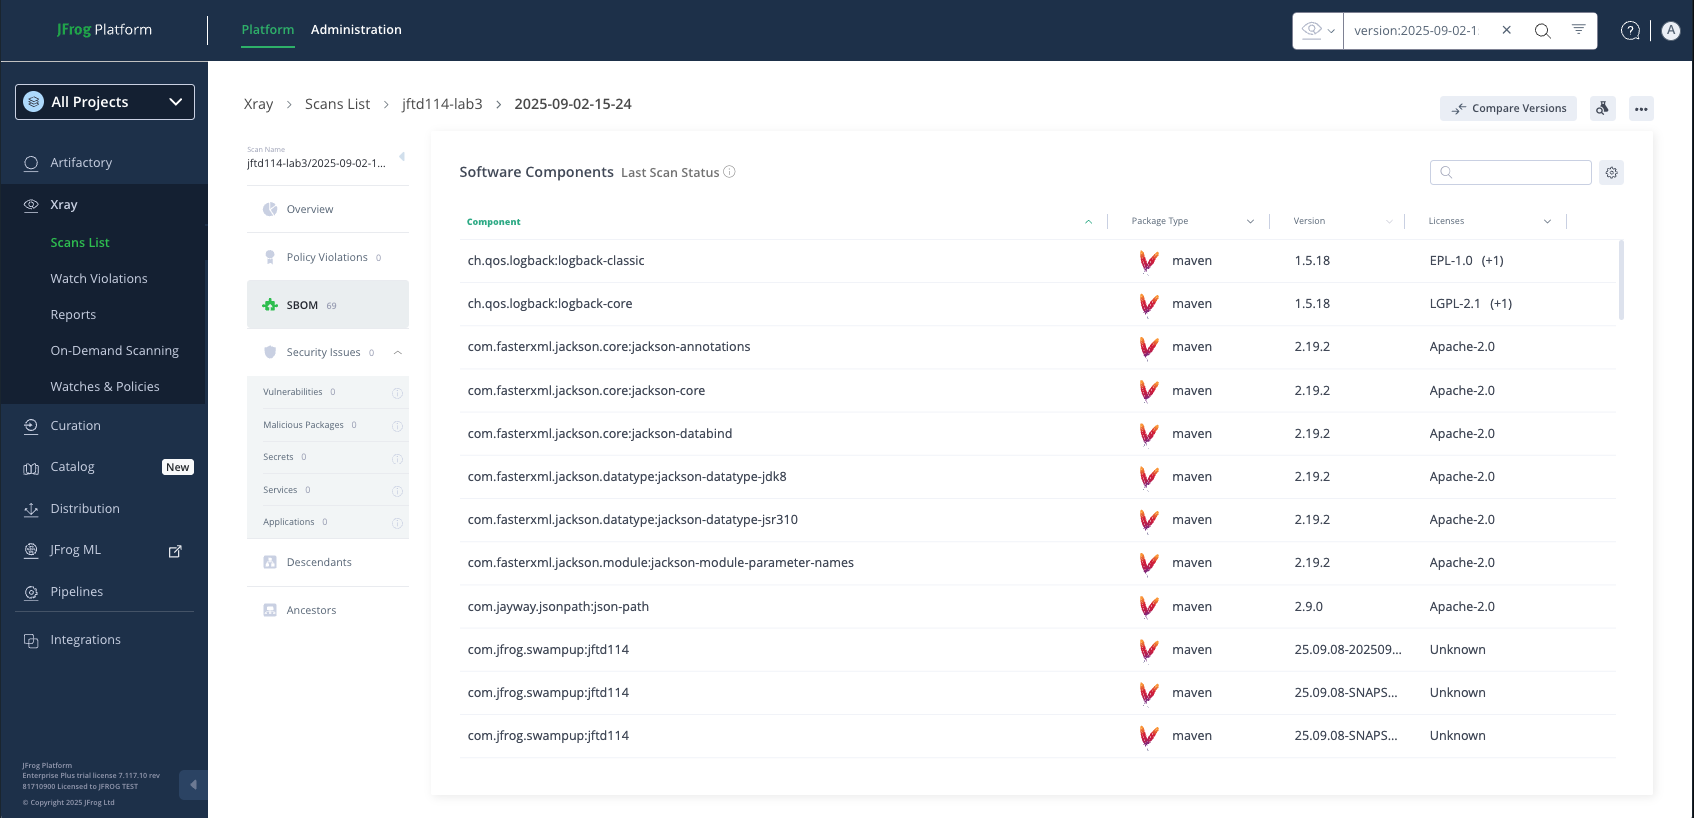 JFrog Platform
Platform
Administration
version:2025-09-02-1
A
All Projects
Artifactory
Xray
Scans List
Watch Violations
Reports
On-Demand Scanning
Watches & Policies
Curation
Catalog
New
Distribution
JFrog ML
Pipelines
Integrations
JFrog Platform
Enterprise Plus trial license 7.117.10 rev
81710900 Licensed to JFROG TEST
© Copyright 2025 JFrog Ltd
Xray > Scans List > jftd114-lab3 > 2025-09-02-15-24
Compare Versions
Scan Name
jftd114-lab3/2025-09-02-1...
Overview
Policy Violations 0
SBOM 69
Security Issues 0
Vulnerabilities 0
Malicious Packages 0
Secrets 0
Services 0
Applications 0
Descendants
Ancestors
Software Components Last Scan Status
Component Package Type Version Licenses
ch.qos.logback:logback-classic maven 1.5.18 EPL-1.0 (+1)
ch.qos.logback:logback-core maven 1.5.18 LGPL-2.1 (+1)
com.fasterxml.jackson.core:jackson-annotations maven 2.19.2 Apache-2.0
com.fasterxml.jackson.core:jackson-core maven 2.19.2 Apache-2.0
com.fasterxml.jackson.core:jackson-databind maven 2.19.2 Apache-2.0
com.fasterxml.jackson.datatype:jackson-datatype-jdk8 maven 2.19.2 Apache-2.0
com.fasterxml.jackson.datatype:jackson-datatype-jsr310 maven 2.19.2 Apache-2.0
com.fasterxml.jackson.module:jackson-module-parameter-names maven 2.19.2 Apache-2.0
com.jayway.jsonpath:json-path maven 2.9.0 Apache-2.0
com.jfrog.swampup:jftd114 maven 25.09.08-202509... Unknown
com.jfrog.swampup:jftd114 maven 25.09.08-SNAPS... Unknown
com.jfrog.swampup:jftd114 maven 25.09.08-SNAPS... Unknown